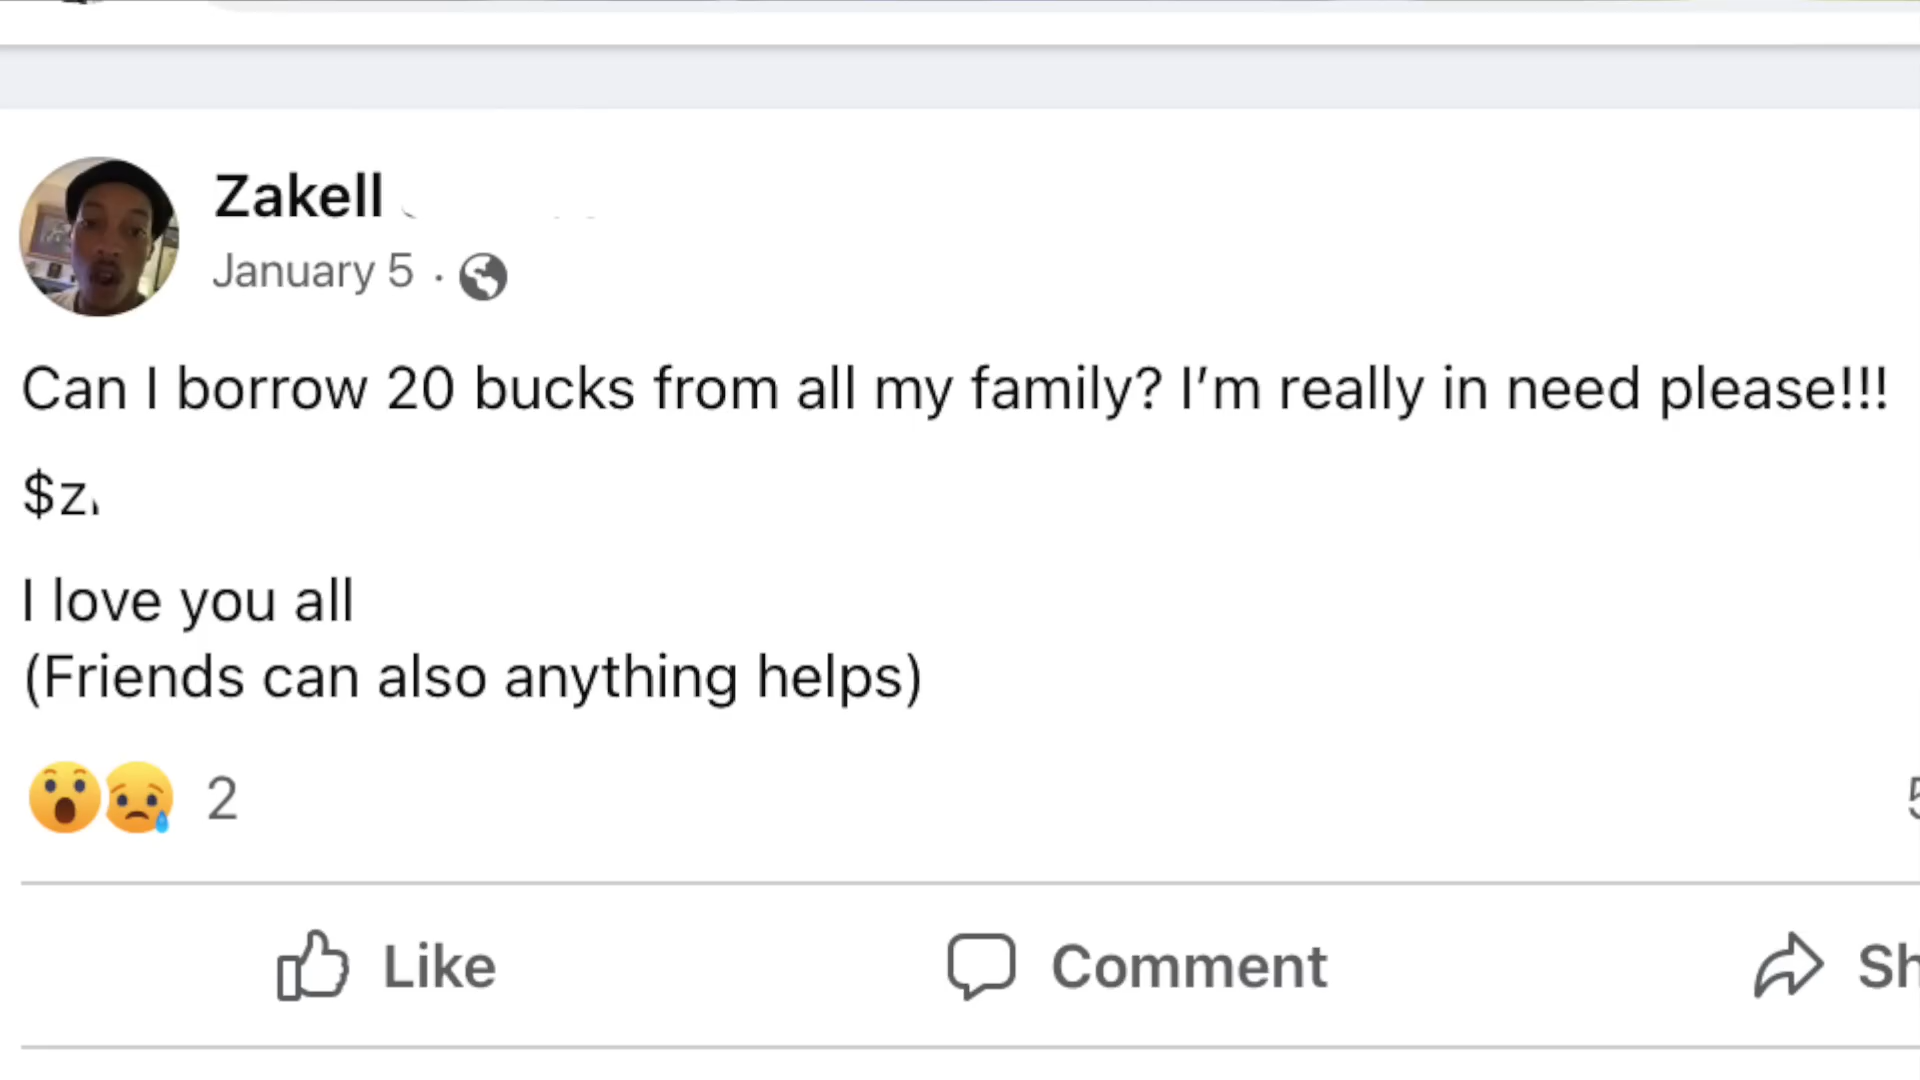 Zakell
January 5 ·
Can I borrow 20 bucks from all my family? I’m really in need please!!!
I love you all
(Friends can also anything helps)
2
Like
Comment